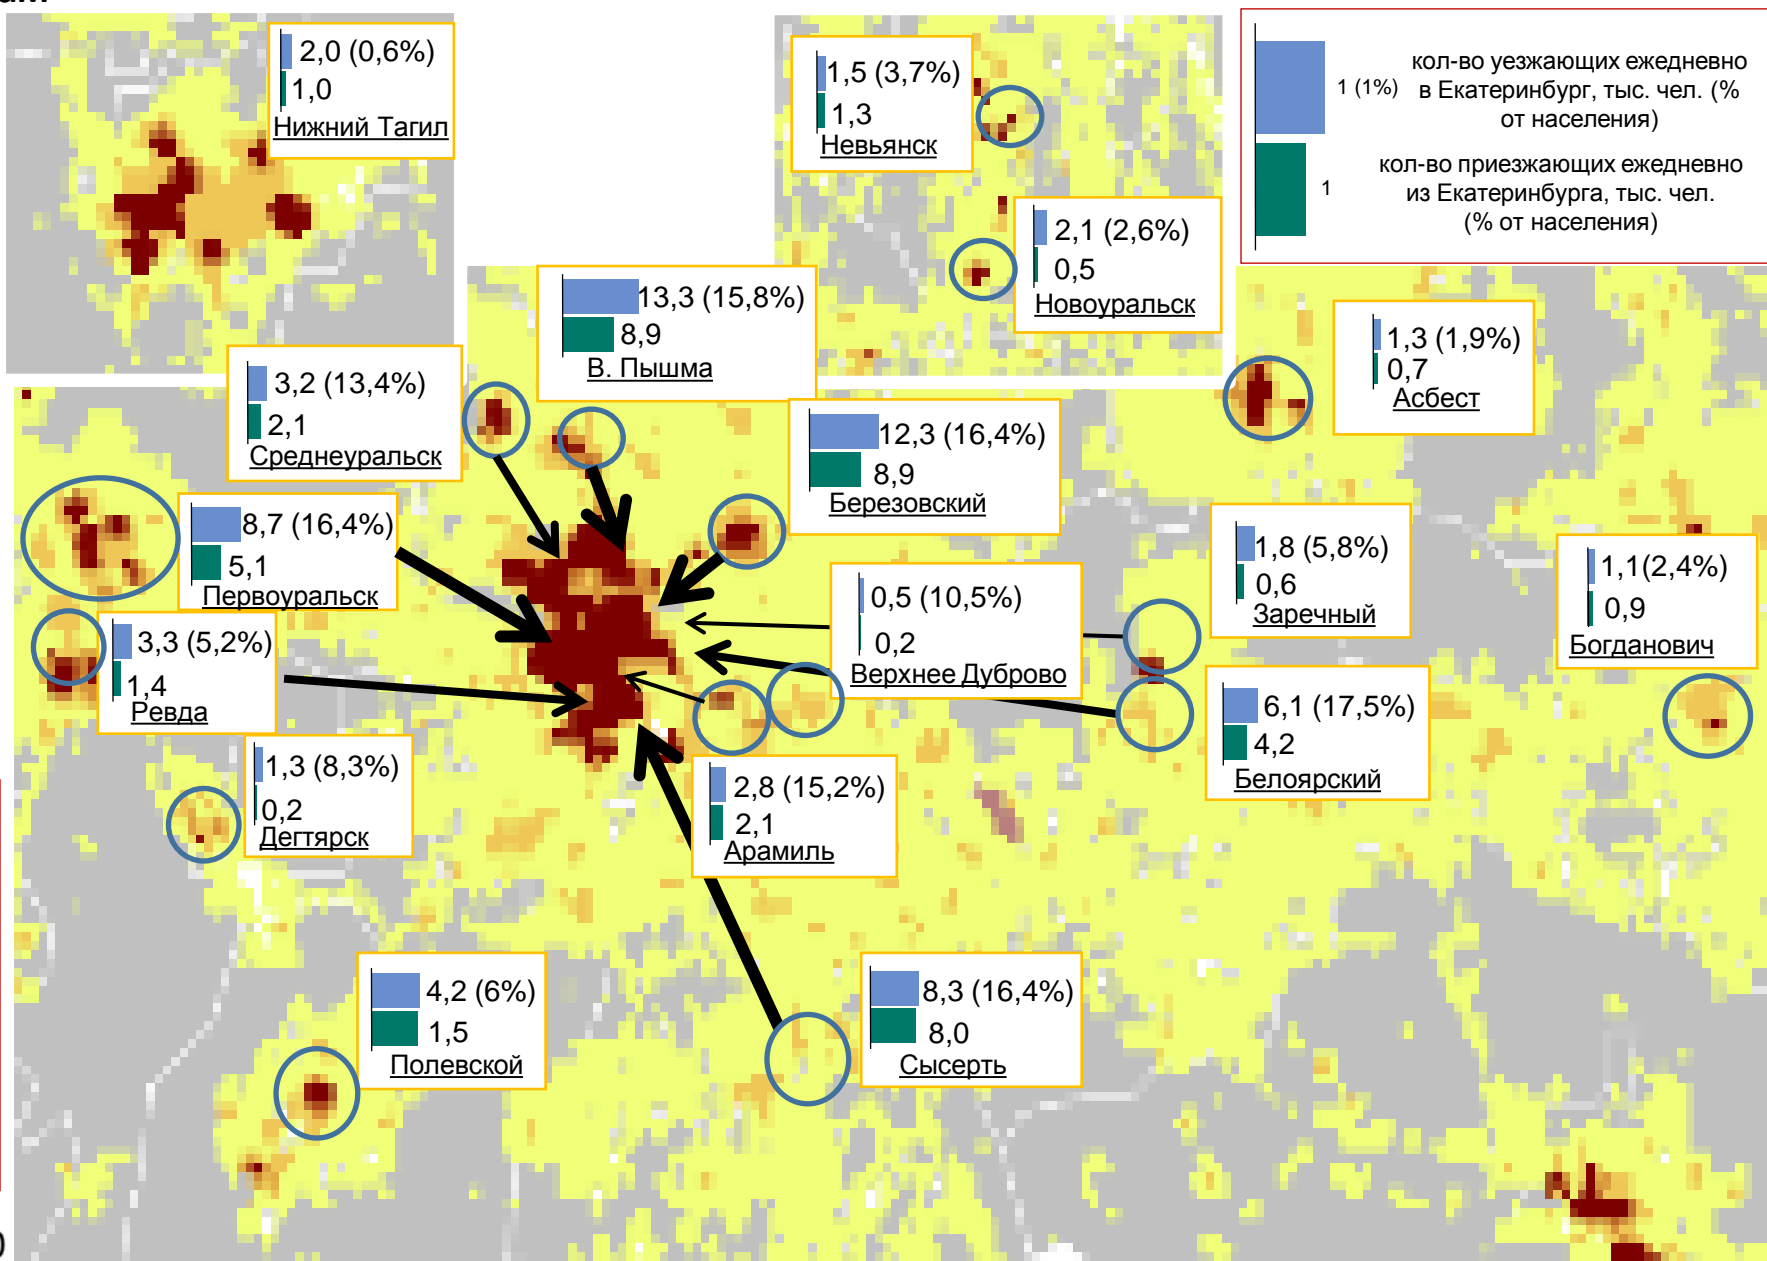 2,0 (0,6%)
1,0
Нижний Тагил
1,5 (3,7%)
1,3
Невьянск
1 (1%)
кол-во уезжающих ежедневно
в Екатеринбург, тыс. чел. (%
от населения)
1
кол-во приезжающих ежедневно
из Екатеринбурга, тыс. чел.
(% от населения)
2,1 (2,6%)
0,5
Новоуральск
13,3 (15,8%)
8,9
В. Пышма
1,3 (1,9%)
0,7
Асбест
3,2 (13,4%)
2,1
Среднеуральск
12,3 (16,4%)
8,9
Березовский
8,7 (16,4%)
5,1
Первоуральск
1,8 (5,8%)
0,6
Заречный
1,1(2,4%)
0,9
Богданович
0,5 (10,5%)
0,2
Верхнее Дуброво
3,3 (5,2%)
1,4
Ревда
6,1 (17,5%)
4,2
Белоярский
1,3 (8,3%)
0,2
Дегтярск
2,8 (15,2%)
2,1
Арамиль
4,2 (6%)
1,5
Полевской
8,3 (16,4%)
8,0
Сысерть